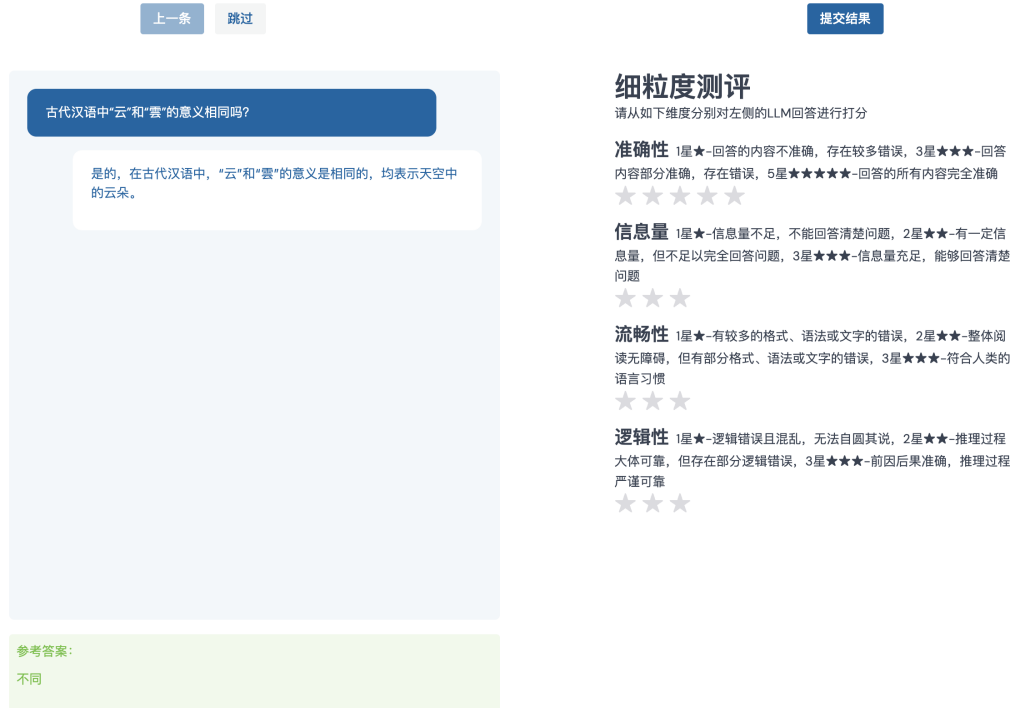 上一条
跳过
提交结果
古代汉语中“云”和“雲”的意义相同吗?
是的，在古代汉语中，“云”和“雲”的意义是相同的，均表示天空中
的云朵。
参考答案：
不同
细粒度测评
请从如下维度分别对左侧的LLM回答进行打分
准确性 1星★-回答的内容不准确，存在较多错误，3星★★★-回答
内容部分准确，存在错误，5星★★★★★-回答的所有内容完全准确
★★★★★
信息量 1星★-信息量不足，不能回答清楚问题，2星★★-有一定信
息量，但不足以完全回答问题，3星★★★-信息量充足，能够回答清楚
问题
★★★
流畅性 1星★-有较多的格式、语法或文字的错误，2星★★-整体阅
读无障碍，但有部分格式、语法或文字的错误，3星★★★-符合人类的
语言习惯
★★★
逻辑性 1星★-逻辑错误且混乱，无法自圆其说，2星★★-推理过程
大体可靠，但存在部分逻辑错误，3星★★★-前因后果准确，推理过程
严谨可靠
★★★